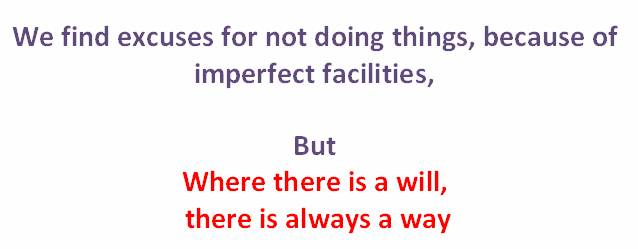 We find excuses for not doing things, because of
imperfect facilities,
But
Where there is a will,
there is always a way